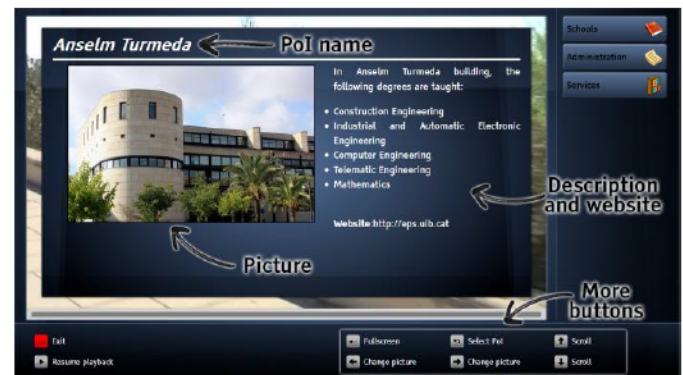 Anselm Turmeda
PoI name
In Anselm Turmeda building, the
following degrees are taught:
• Construction Engineering
• Industrial and Automatic Electronic
Engineering
• Computer Engineering
• Telematic Engineering
• Mathematics
Website:http://eps.uib.cat
Description
and website
Picture
Schools
Administration
Services
More
buttons
Exit
Resume playback
Fullscreen
Select PoI
Scroll
Change picture
Change picture
Scroll